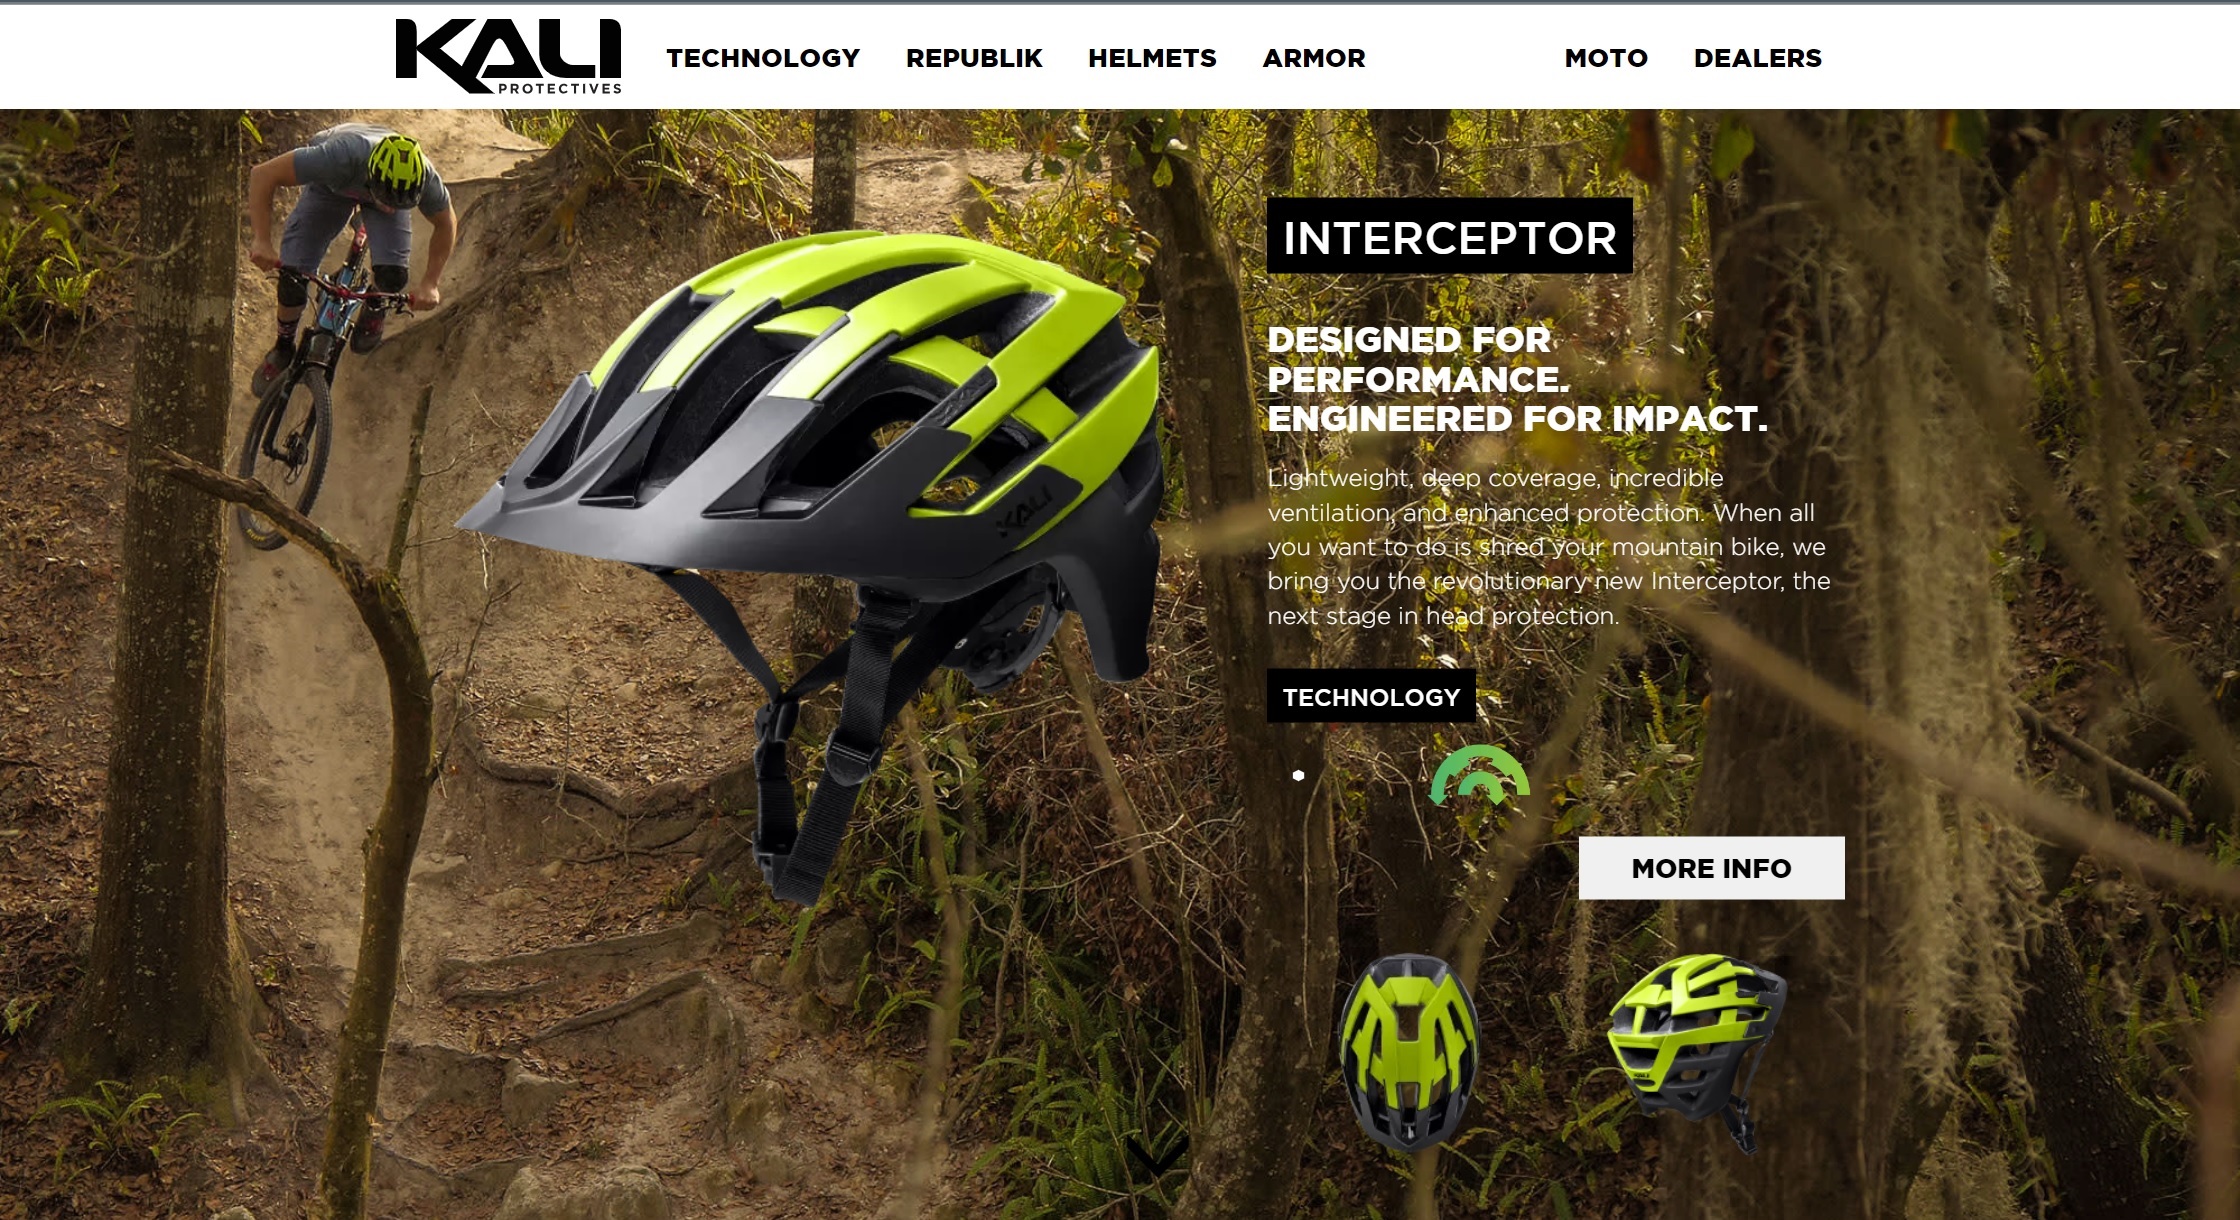 KALI
PROTECTIVES
TECHNOLOGY REPUBLIK HELMETS ARMOR MOTO DEALERS
INTERCEPTOR
DESIGNED FOR
PERFORMANCE.
ENGINEERED FOR IMPACT.
Lightweight, deep coverage, incredible
ventilation, and enhanced protection. When all
you want to do is shred your mountain bike, we
bring you the revolutionary new Interceptor, the
next stage in head protection.
KALI
TECHNOLOGY
MORE INFO